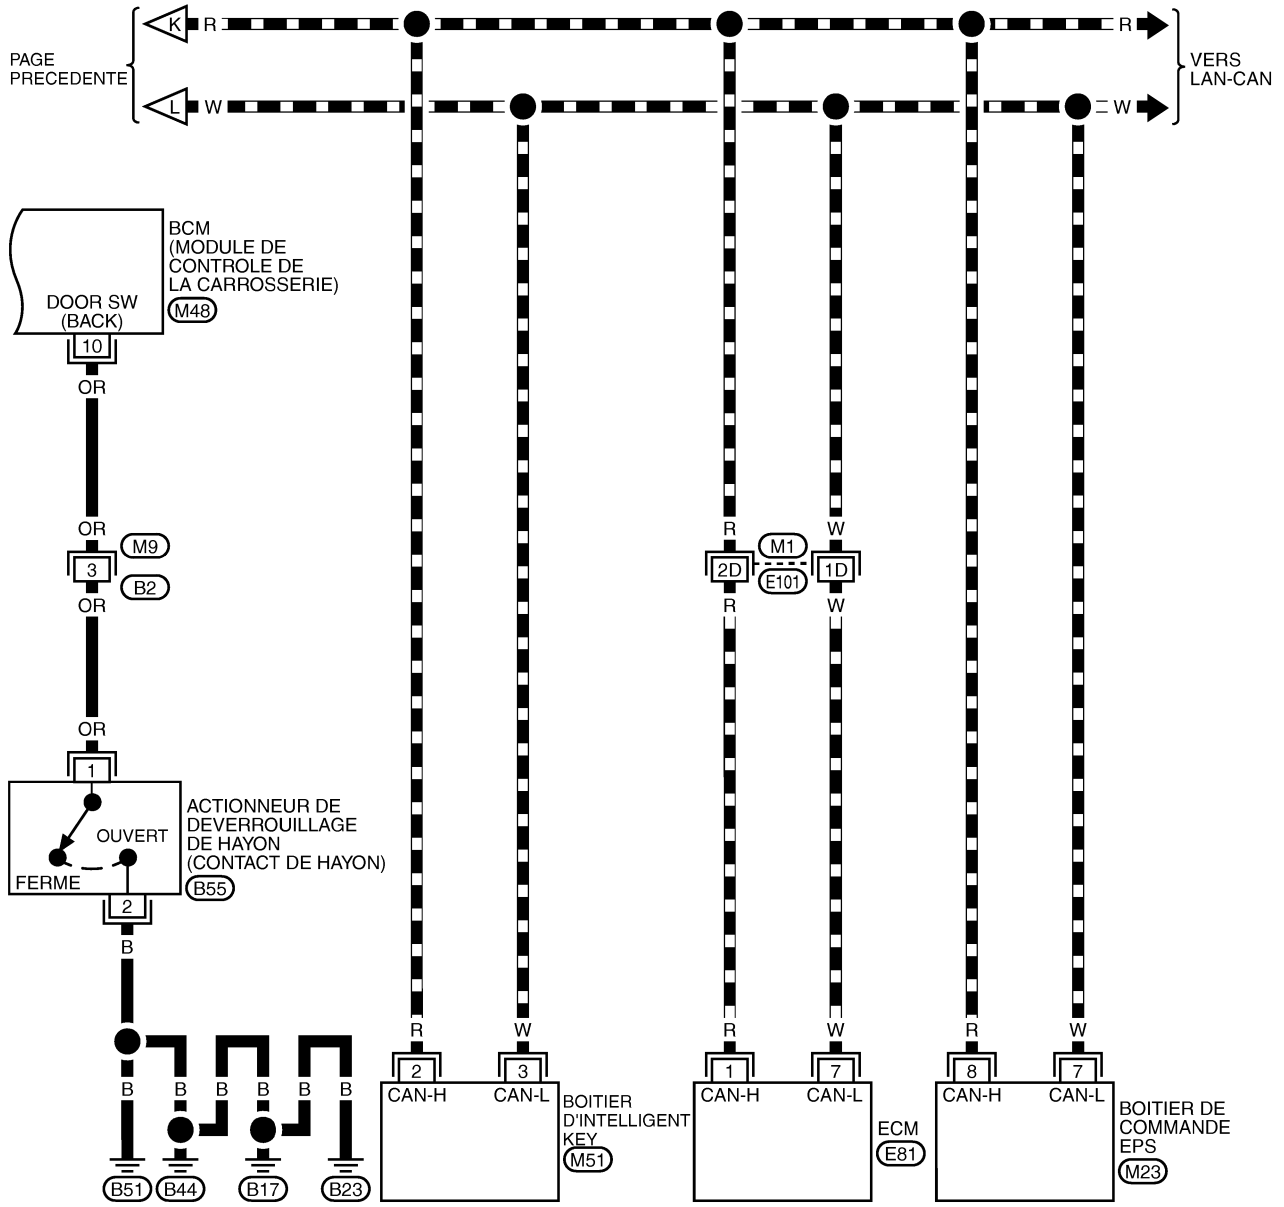 K R R
PAGE
PRECEDENTE
VERS
LAN-CAN
L W W
BCM
(MODULE DE
CONTROLE DE
LA CARROSSERIE)
M48
DOOR SW
(BACK)
10
OR
OR
M9
3
B2
OR
OR
R W
M1
2D 1D
E101
R W
1
ACTIONNEUR DE
DEVERROUILLAGE
DE HAYON
(CONTACT DE HAYON)
B55
OUVERT
FERME
2
B
B B B B B B
B51 B44 B17 B23
R W R W R W
2 3 1 7 8 7
CAN-H CAN-L CAN-H CAN-L CAN-H CAN-L
BOITIER
D'INTELLIGENT
KEY
M51
ECM
E81
BOITIER DE
COMMANDE
EPS
M23